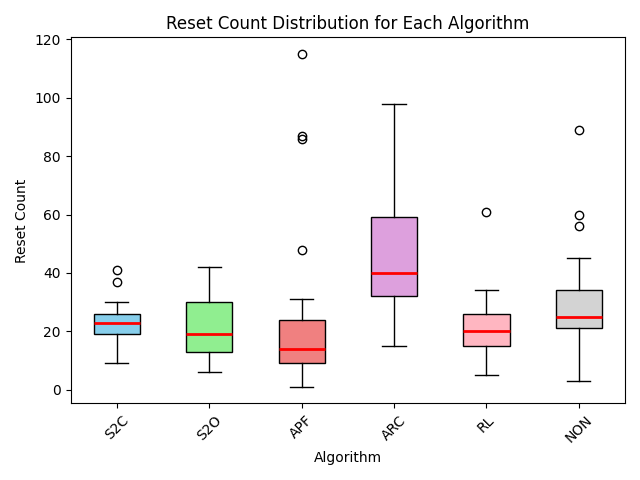 Reset Count Distribution for Each Algorithm
120
100
80
60
40
20
0
Reset Count
S2C
S2O
APF
ARC
RL
NON
Algorithm